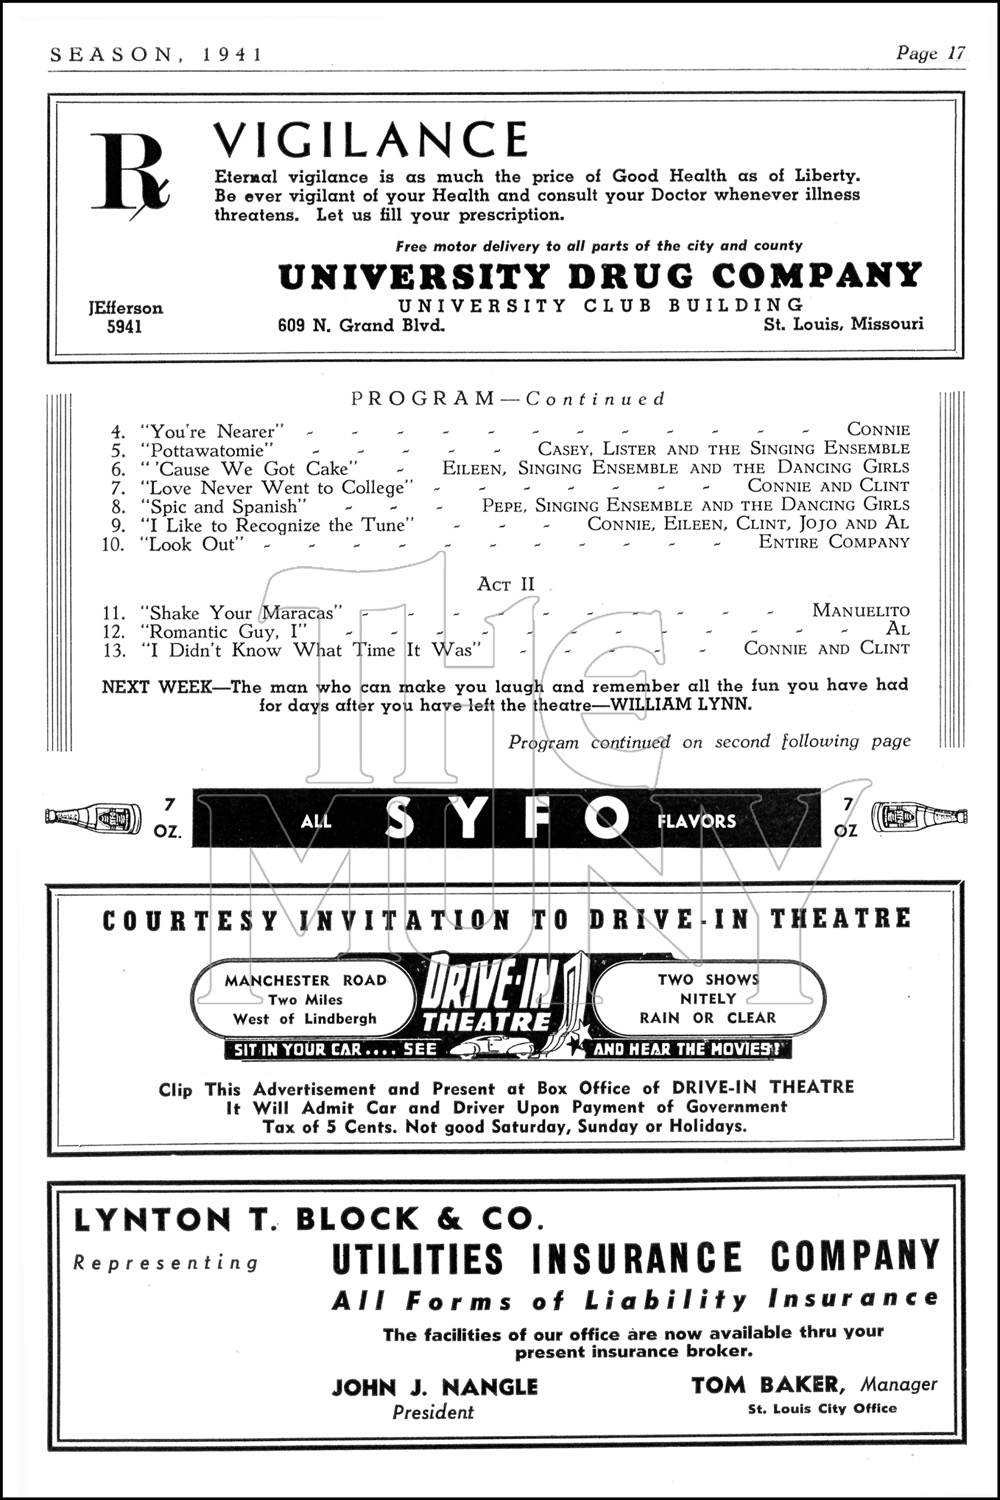 SEASON, 1941 Page 17
Rx VIGILANCE
Eternal vigilance is as much the price of Good Health as of Liberty.
Be ever vigilant of your Health and consult your Doctor whenever illness
threatens. Let us fill your prescription.
Free motor delivery to all parts of the city and county
UNIVERSITY DRUG COMPANY
JEfferson
5941
UNIVERSITY CLUB BUILDING
609 N. Grand Blvd. St. Louis, Missouri
PROGRAM—Continued
4. "You're Nearer" - - - - - - - - - - - - CONNIE
5. "Pottawatomie" - - - - - CASEY, LISTER AND THE SINGING ENSEMBLE
6. " 'Cause We Got Cake" - EILEEN, SINGING ENSEMBLE AND THE DANCING GIRLS
7. "Love Never Went to College" - - - - - - - CONNIE AND CLINT
8. "Spic and Spanish" - - - PEPE, SINGING ENSEMBLE AND THE DANCING GIRLS
9. "I Like to Recognize the Tune" - - - CONNIE, EILEEN, CLINT, JOJO AND AL
10. "Look Out" - - - - - - - - - - - ENTIRE COMPANY
ACT II
11. "Shake Your Maracas" - - - - - - - - - - MANUELITO
12. "Romantic Guy, I" - - - - - - - - - - - - AL
13. "I Didn't Know What Time It Was" - - - - - CONNIE AND CLINT
NEXT WEEK—The man who can make you laugh and remember all the fun you have had
for days after you have left the theatre—WILLIAM LYNN.
Program continued on second following page
THE
MUNY
7
OZ.
ALL SYFO FLAVORS
7
OZ
COURTESY INVITATION TO DRIVE-IN THEATRE
MANCHESTER ROAD
Two Miles
West of Lindbergh
DRIVE-IN
THEATRE
TWO SHOWS
NITELY
RAIN OR CLEAR
SIT IN YOUR CAR.... SEE AND HEAR THE MOVIES!
Clip This Advertisement and Present at Box Office of DRIVE-IN THEATRE
It Will Admit Car and Driver Upon Payment of Government
Tax of 5 Cents. Not good Saturday, Sunday or Holidays.
LYNTON T. BLOCK & CO.
Representing UTILITIES INSURANCE COMPANY
All Forms of Liability Insurance
The facilities of our office are now available thru your
present insurance broker.
JOHN J. NANGLE
President
TOM BAKER, Manager
St. Louis City Office